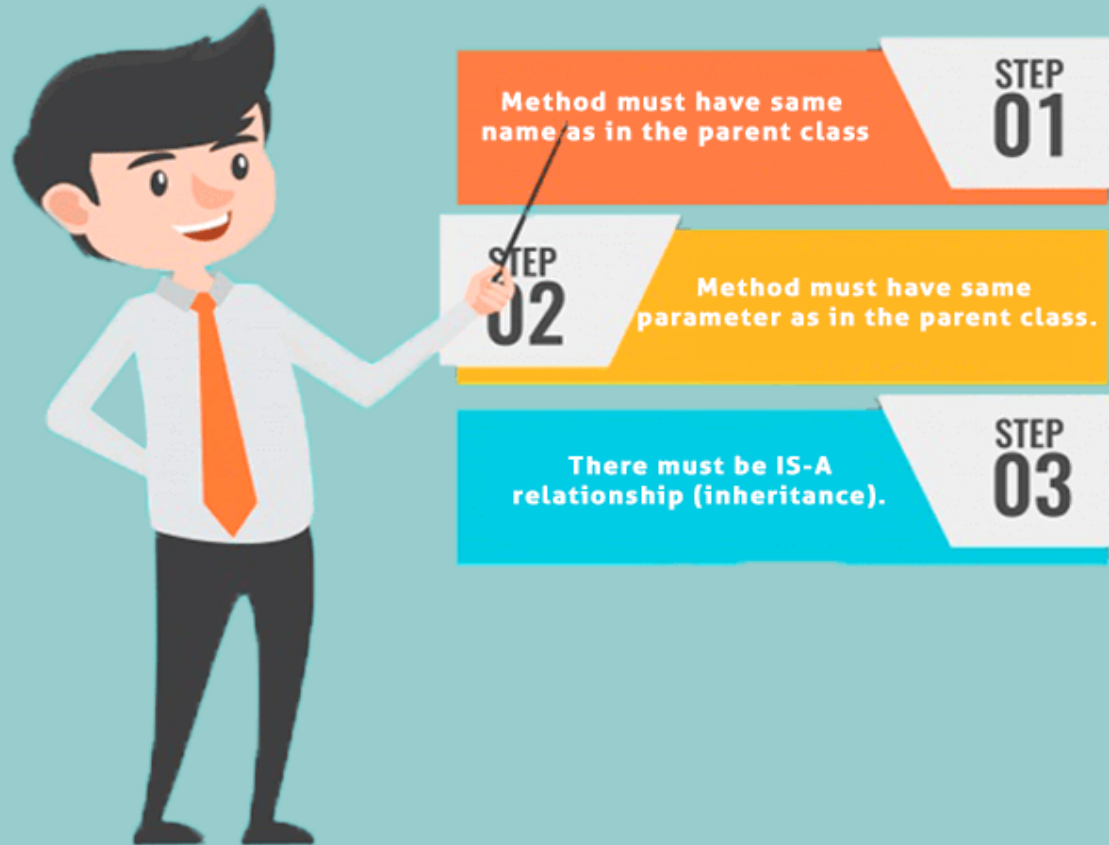 Method must have same
name as in the parent class
STEP
01
STEP
02
Method must have same
parameter as in the parent class.
There must be IS-A
relationship (inheritance).
STEP
03